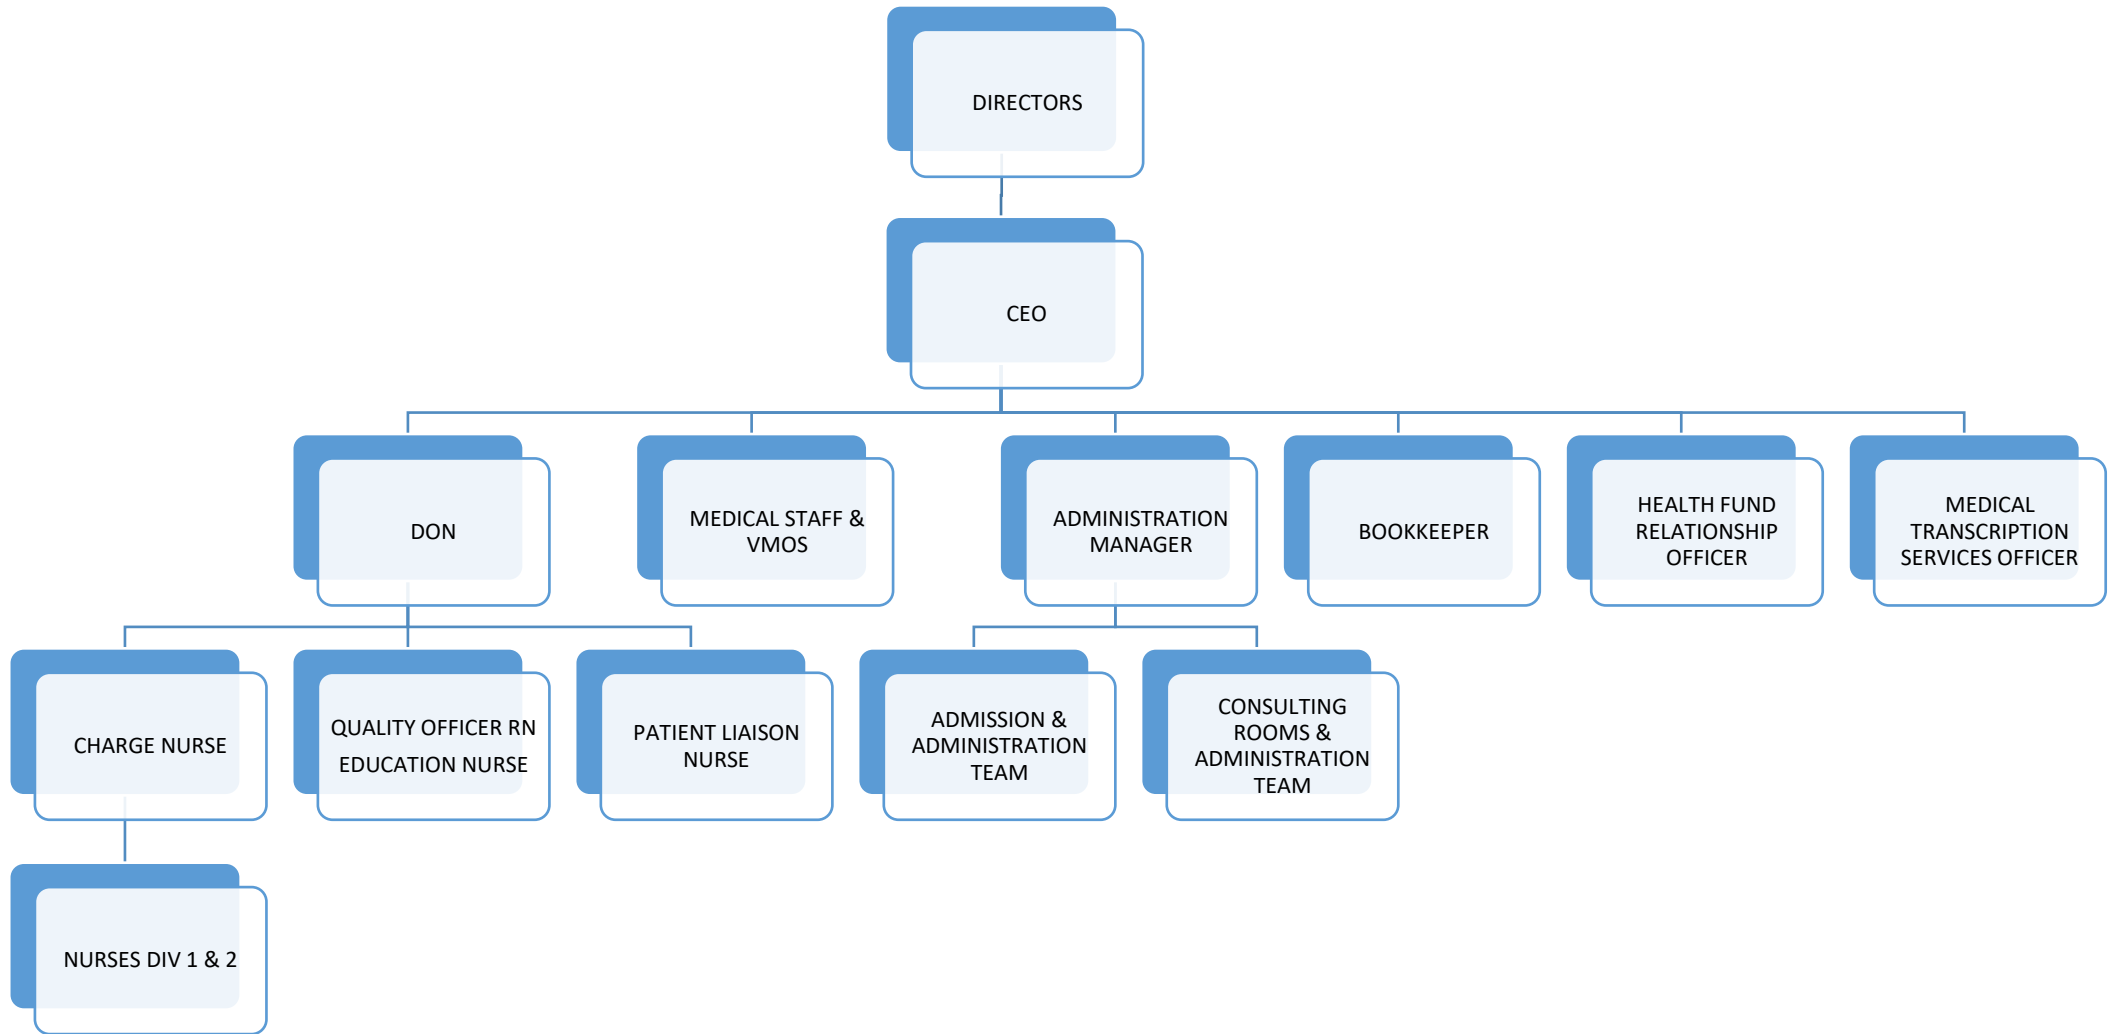 DIRECTORS
CEO
DON
MEDICAL STAFF &
VMOS
ADMINISTRATION
MANAGER
BOOKKEEPER
HEALTH FUND
RELATIONSHIP
OFFICER
MEDICAL
TRANSCRIPTION
SERVICES OFFICER
CHARGE NURSE
QUALITY OFFICER RN
EDUCATION NURSE
PATIENT LIAISON
NURSE
ADMISSION &
ADMINISTRATION
TEAM
CONSULTING
ROOMS &
ADMINISTRATION
TEAM
NURSES DIV 1 & 2